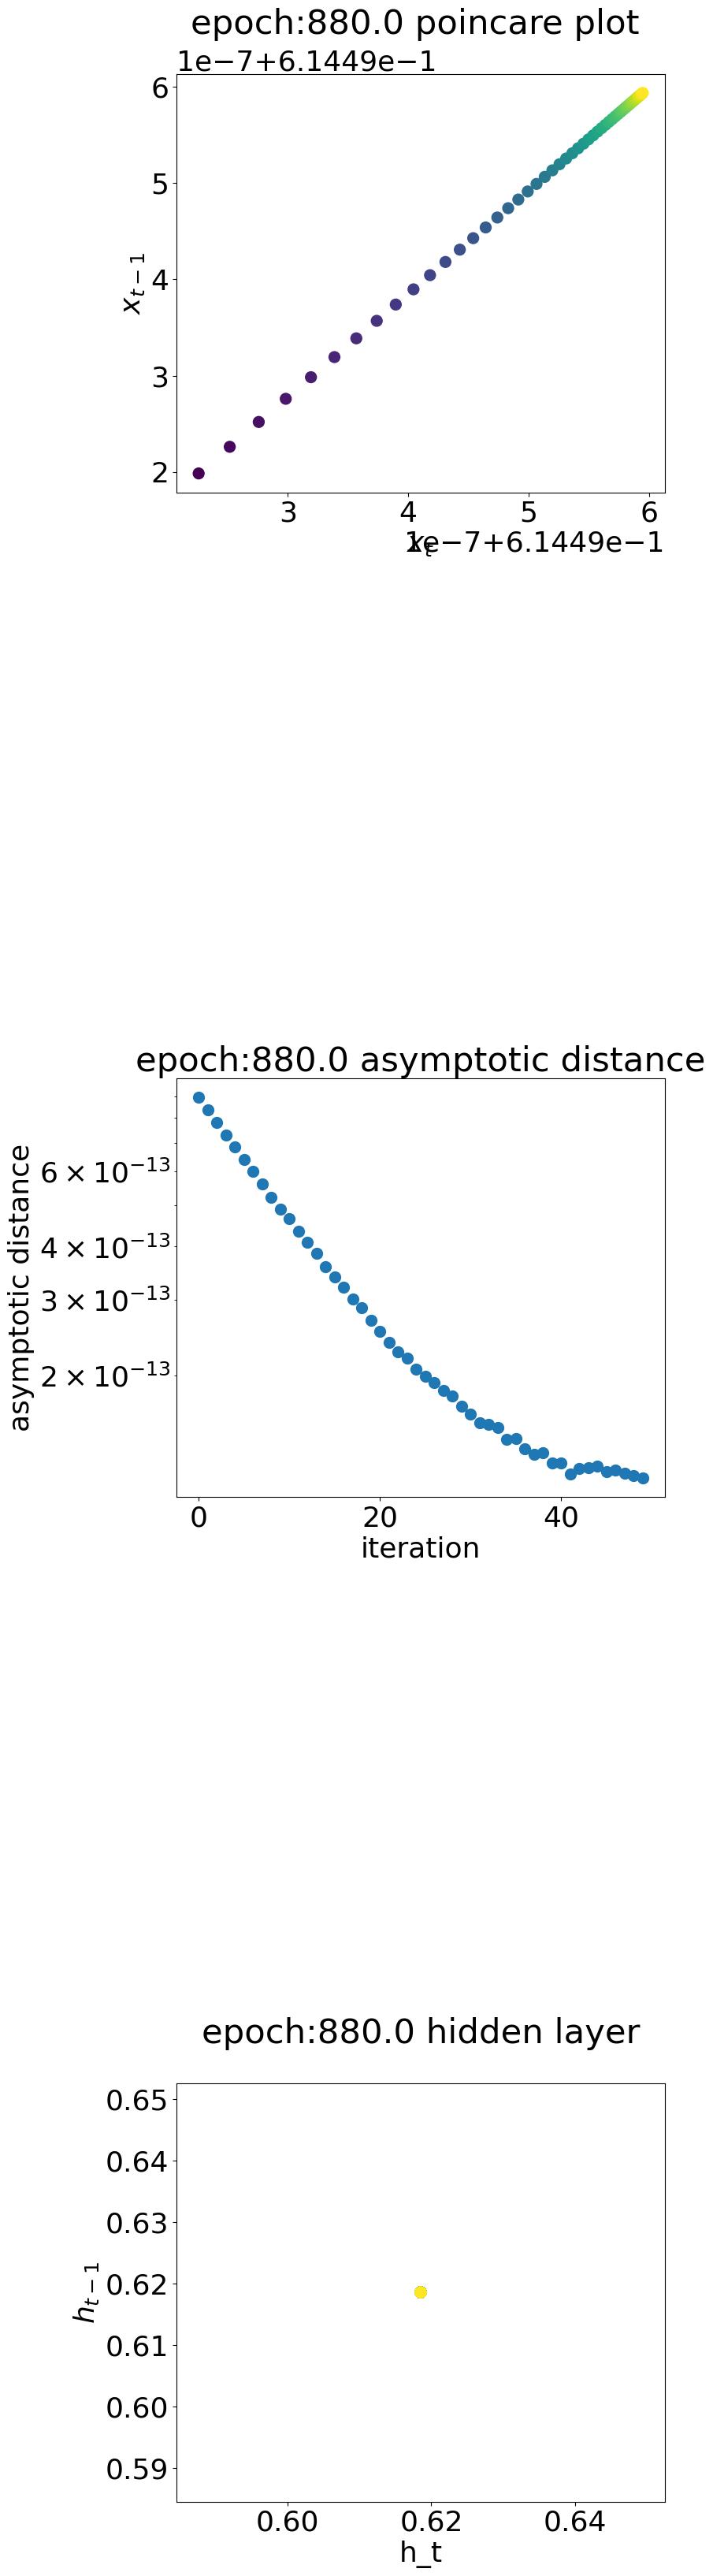 epoch:880.0 poincare plot
1e−7+6.1449e−1
6
5
4
3
2
x_{t−1}
3 4 5 6
x_t
1e−7+6.1449e−1
epoch:880.0 asymptotic distance
6 × 10^{−13}
4 × 10^{−13}
3 × 10^{−13}
2 × 10^{−13}
asymptotic distance
0 20 40
iteration
epoch:880.0 hidden layer
0.65
0.64
0.63
0.62
0.61
0.60
0.59
h_{t−1}
0.60 0.62 0.64
h_t